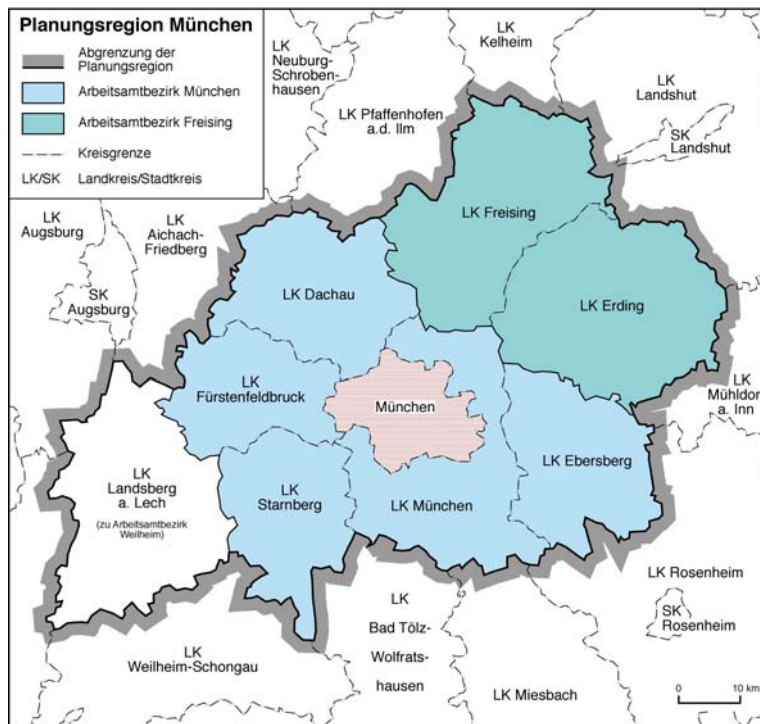 Planungsregion München
Abgrenzung der
Planungsregion
Arbeitsamtbezirk München
Arbeitsamtbezirk Freising
Kreisgrenze
LK/SK Landkreis/Stadtkreis
LK
Neuburg-
Schroben-
hausen
LK
Kelheim
LK
Landshut
SK
Landshut
LK Pfaffenhofen
a.d. Ilm
LK
Augsburg
LK
Aichach-
Friedberg
SK
Augsburg
LK Freising
LK Erding
LK Dachau
LK
Fürstenfeldbruck
München
LK
Mühldorf
a. Inn
LK Ebersberg
LK
Landsberg
a. Lech
(zu Arbeitsamtbezirk
Weilheim)
LK
Starnberg
LK München
LK Rosenheim
SK
Rosenheim
LK
Weilheim-Schongau
LK
Bad Tölz-
Wolfrats-
hausen
LK Miesbach
0 10 km